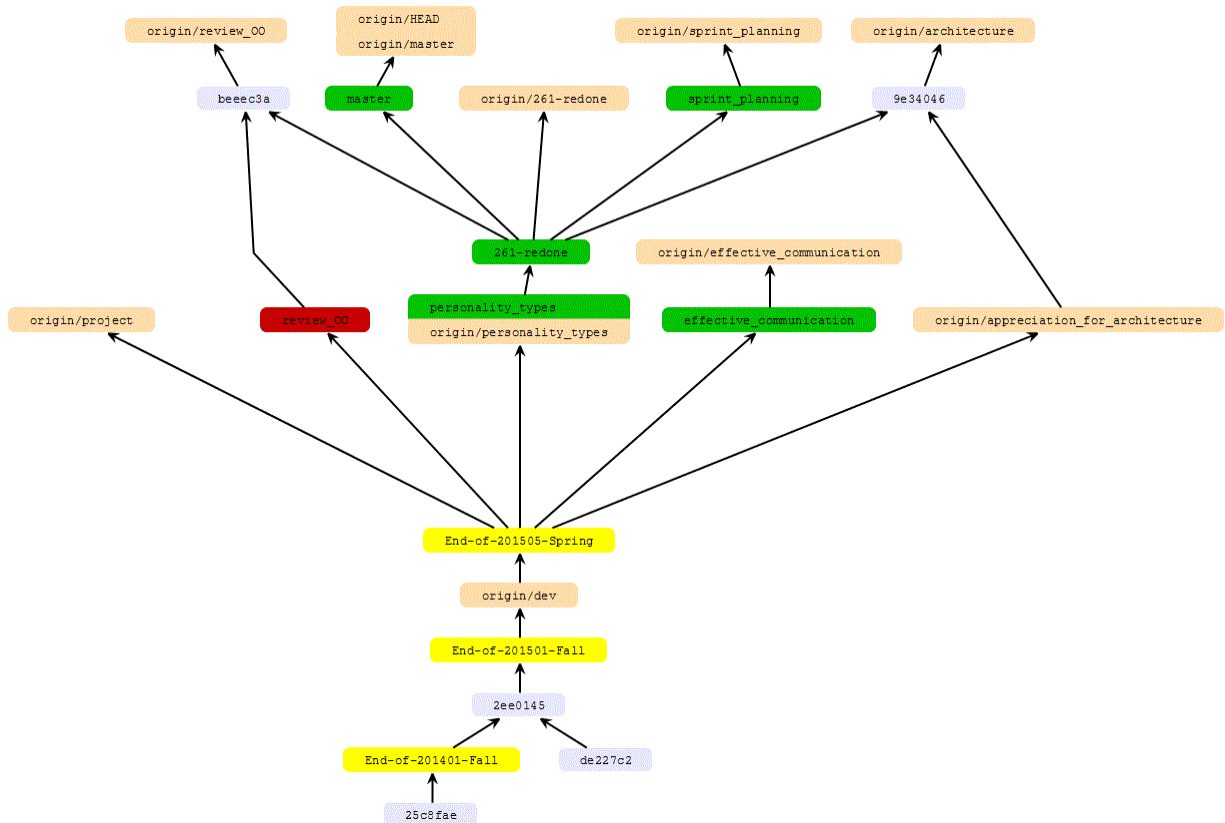 origin/HEAD
origin/review_OO
origin/master
origin/sprint_planning
origin/architecture
beeec3a
master
origin/261-redone
sprint_planning
9e34046
261-redone
origin/effective_communication
personality_types
origin/project
review_OO
origin/personality_types
effective_communication
origin/appreciation_for_architecture
End-of-201505-Spring
origin/dev
End-of-201501-Fall
2ee0145
End-of-201401-Fall
de227c2
25c8fae